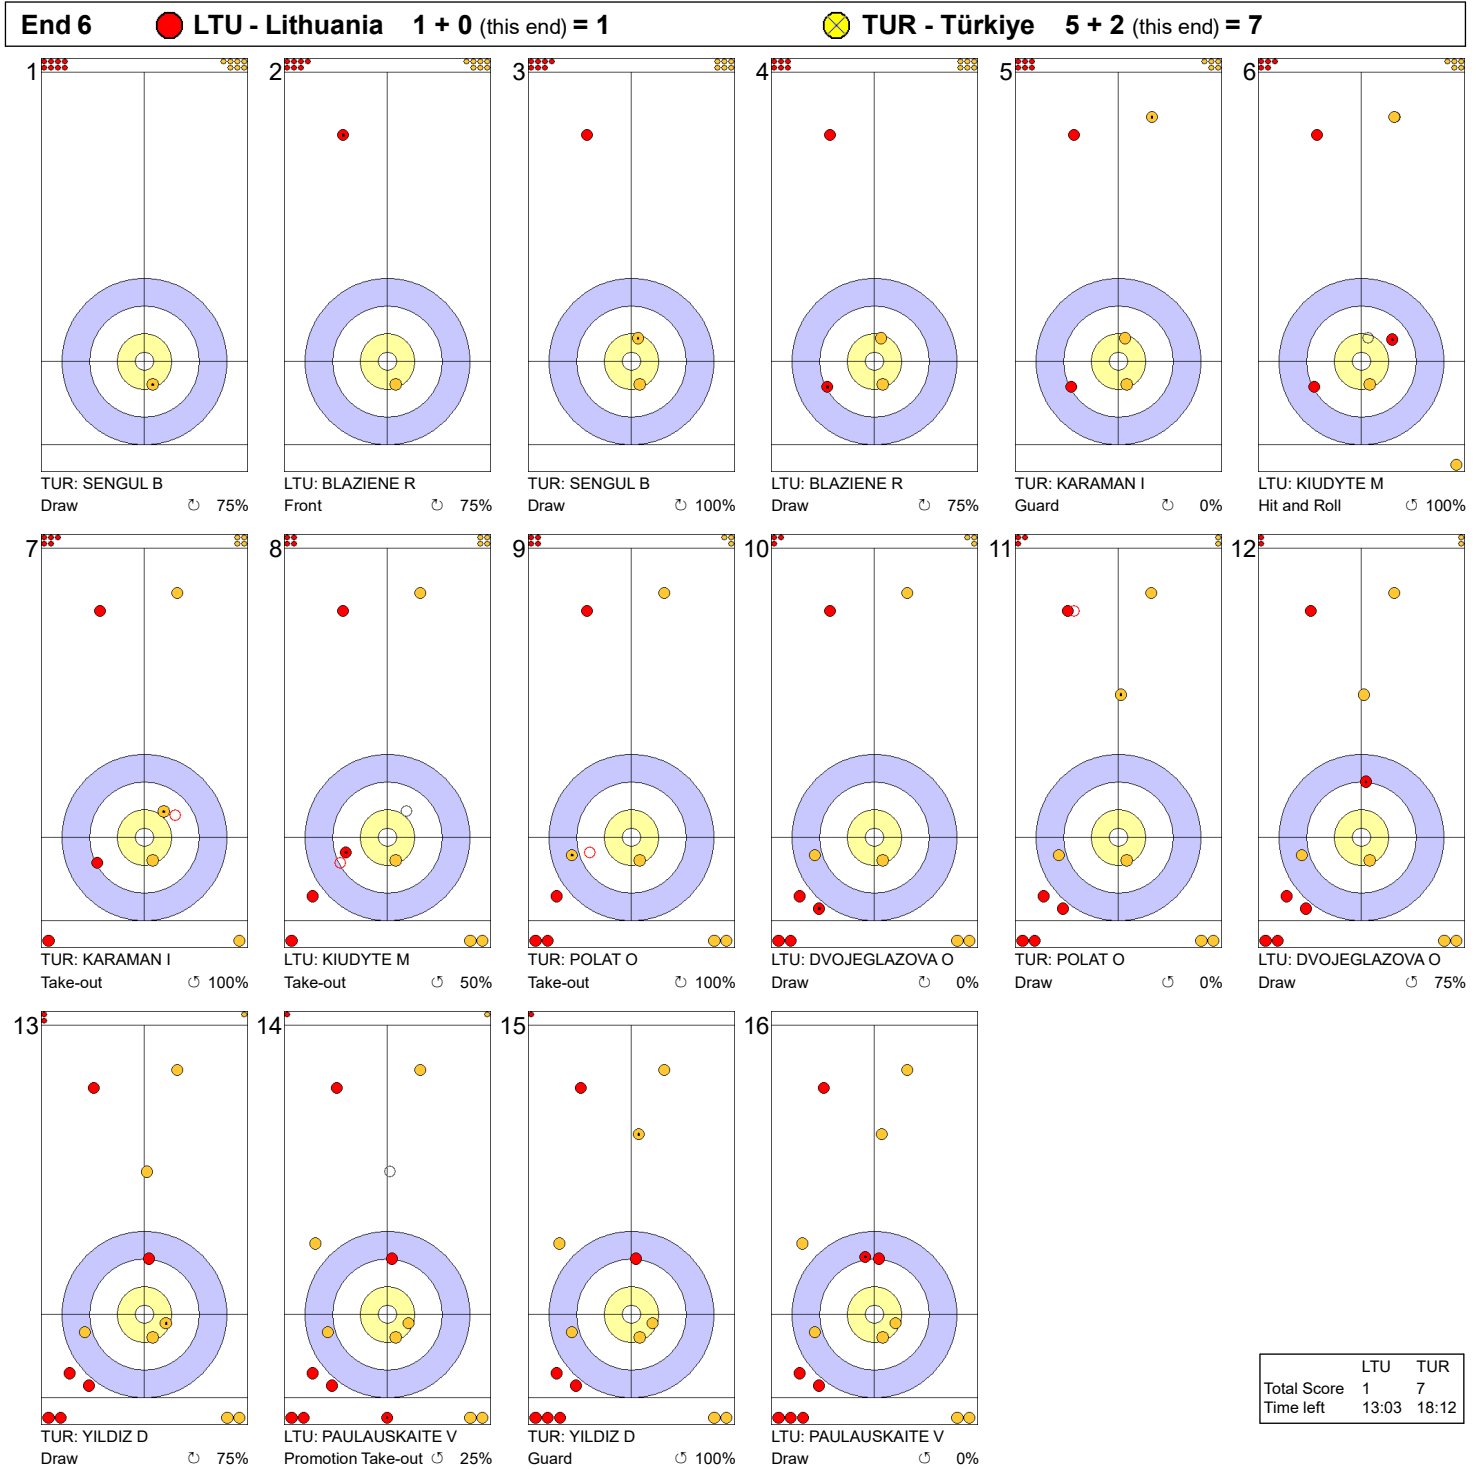 End 6 LTU - Lithuania 1 + 0 (this end) = 1 TUR - Türkiye 5 + 2 (this end) = 7
1 2 3 4 5 6
TUR: SENGUL B LTU: BLAZIENE R TUR: SENGUL B LTU: BLAZIENE R TUR: KARAMAN I LTU: KIUDYTE M
Draw ↻ 75% Front ↻ 75% Draw ↻ 100% Draw ↻ 75% Guard ↻ 0% Hit and Roll ↺ 100%
7 8 9 10 11 12
TUR: KARAMAN I LTU: KIUDYTE M TUR: POLAT O LTU: DVOJEGLAZOVA O TUR: POLAT O LTU: DVOJEGLAZOVA O
Take-out ↺ 100% Take-out ↺ 50% Take-out ↺ 100% Draw ↻ 0% Draw ↺ 0% Draw ↺ 75%
13 14 15 16
LTU TUR
Total Score 1 7
Time left 13:03 18:12
TUR: YILDIZ D LTU: PAULAUSKAITE V TUR: YILDIZ D LTU: PAULAUSKAITE V
Draw ↻ 75% Promotion Take-out ↺ 25% Guard ↺ 100% Draw ↺ 0%